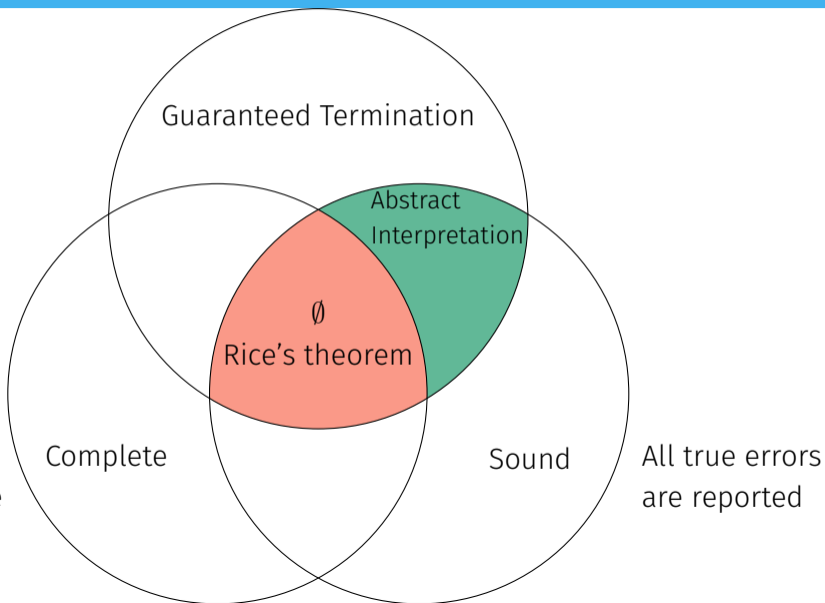 Guaranteed Termination
Abstract
Interpretation
∅
Rice's theorem
Complete
Sound
All true errors
are reported